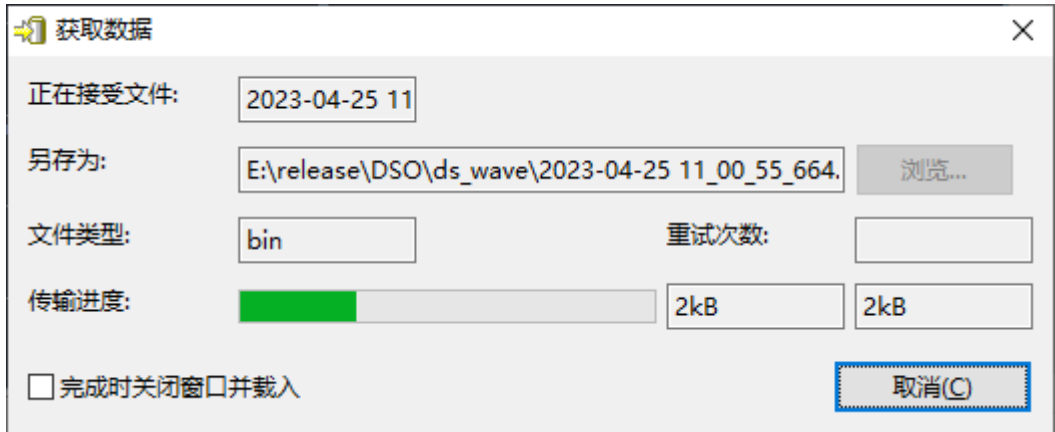 获取数据
正在接受文件: 2023-04-25 11
另存为: E:\release\DSO\ds_wave\2023-04-25 11_00_55_664. 浏览...
文件类型: bin 重试次数:
传输进度: 2kB 2kB
完成时关闭窗口并载入 取消(C)